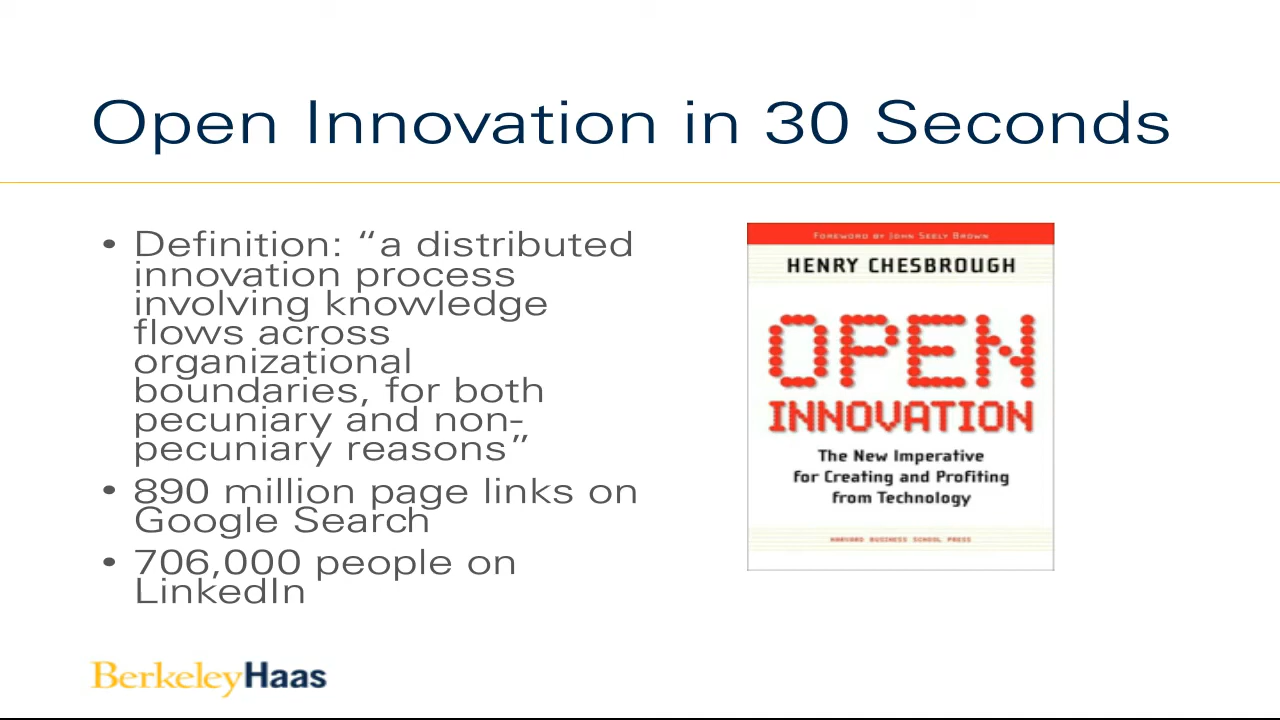 Open Innovation in 30 Seconds
• Definition: “a distributed
innovation process
involving knowledge
flows across
organizational
boundaries, for both
pecuniary and non-
pecuniary reasons”
• 890 million page links on
Google Search
• 706,000 people on
LinkedIn
FOREWORD BY JOHN SEELY BROWN
HENRY CHESBROUGH
OPEN
INNOVATION
The New Imperative
for Creating and Profiting
from Technology
HARVARD BUSINESS SCHOOL PRESS
BerkeleyHaas